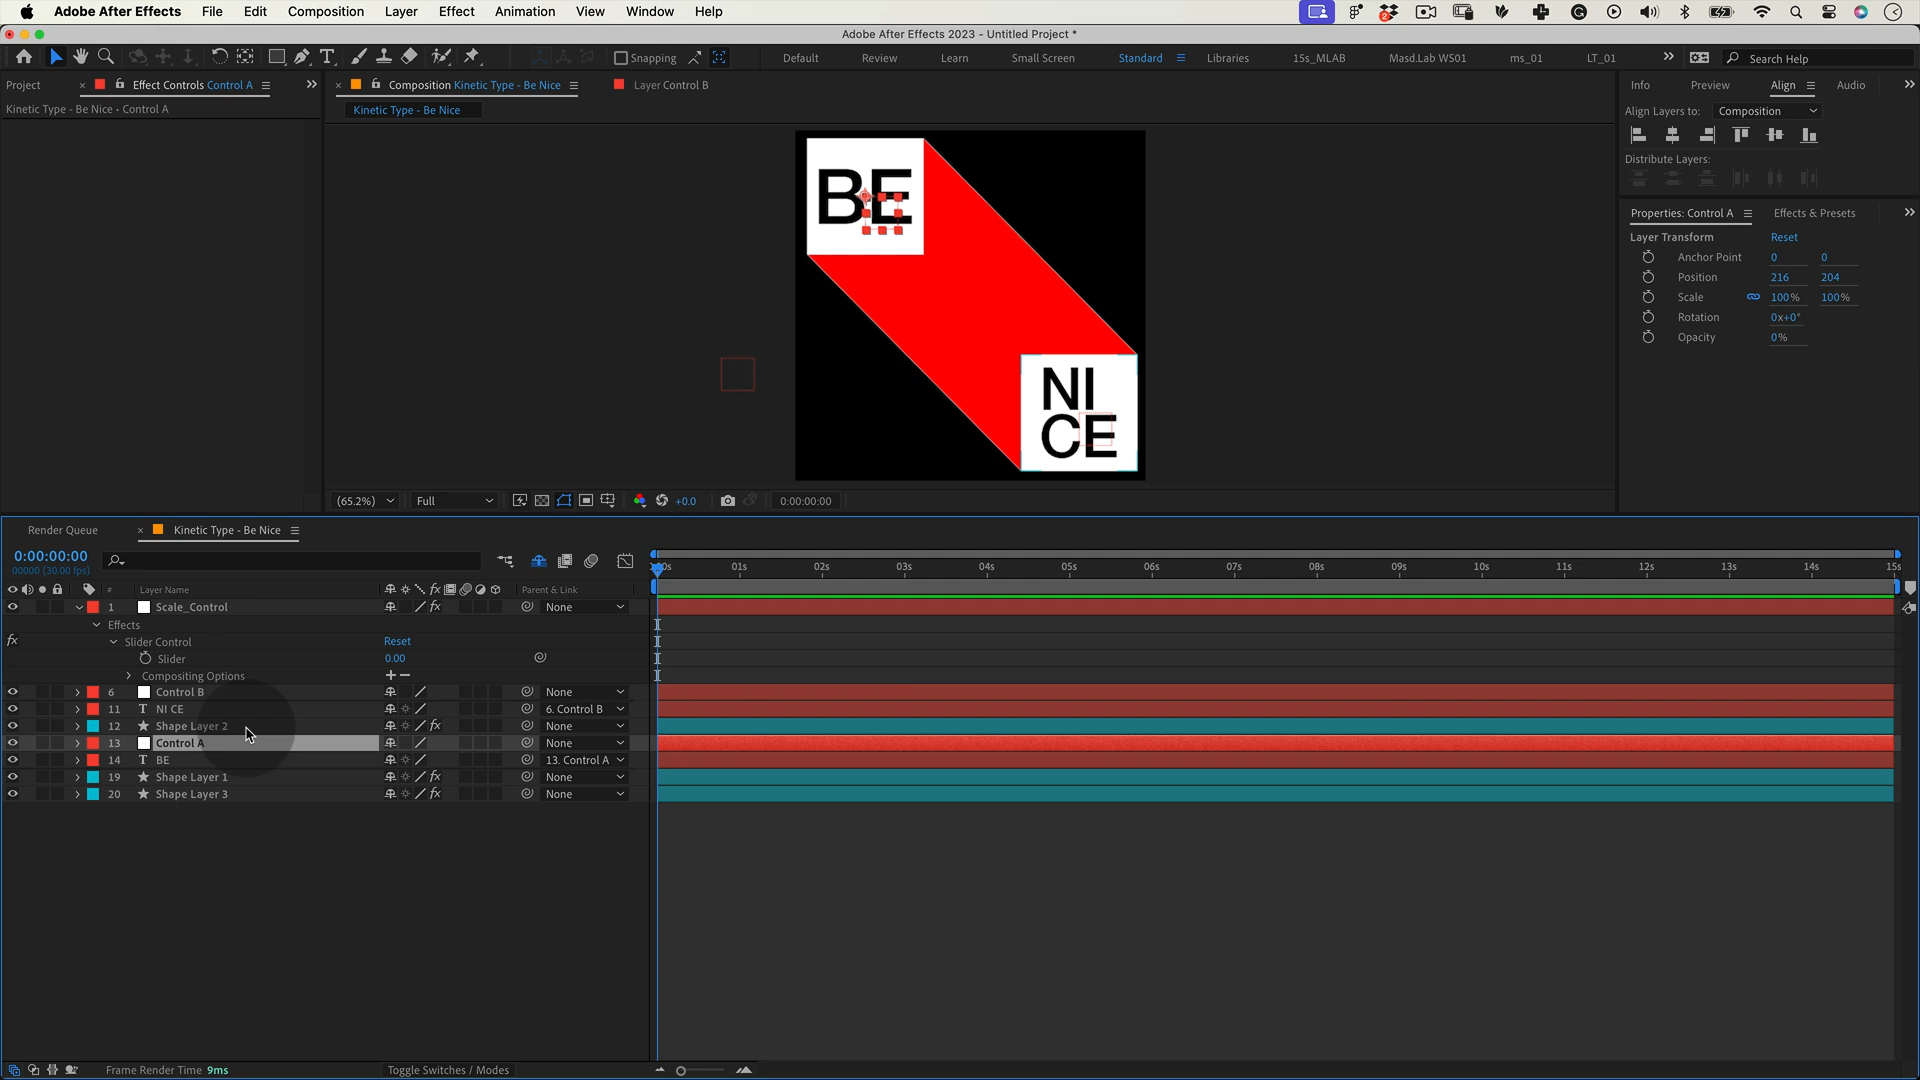 Adobe After Effects File Edit Composition Layer Effect Animation View Window Help
2
Adobe After Effects 2023 - Untitled Project *
Snapping Default Review Learn Small Screen Standard Libraries 15s_MLAB Masd.Lab WS01 ms_01 LT_01 Search Help
Project × Effect Controls Control A × Composition Kinetic Type - Be Nice Layer Control B Info Preview Align Audio
Kinetic Type - Be Nice • Control A Kinetic Type - Be Nice Align Layers to: Composition
Distribute Layers:
BE
NI
CE
Properties: Control A Effects & Presets
Layer Transform Reset
Anchor Point 0 0
Position 216 204
Scale 100% 100%
Rotation 0x+0°
Opacity 0%
(65.2%) Full +0.0 0:00:00:00
Render Queue × Kinetic Type - Be Nice
0:00:00:00
00000 (30.00 fps)
01s 02s 03s 04s 05s 06s 07s 08s 09s 10s 11s 12s 13s 14s 15s
# Layer Name fx Parent & Link
1 Scale_Control fx None
Effects
fx Slider Control Reset
Slider 0.00
Compositing Options + −
6 Control B None
11 T NI CE 6. Control B
12 Shape Layer 2 fx None
13 Control A None
14 T BE 13. Control A
19 Shape Layer 1 fx None
20 Shape Layer 3 fx None
Frame Render Time 9ms Toggle Switches / Modes